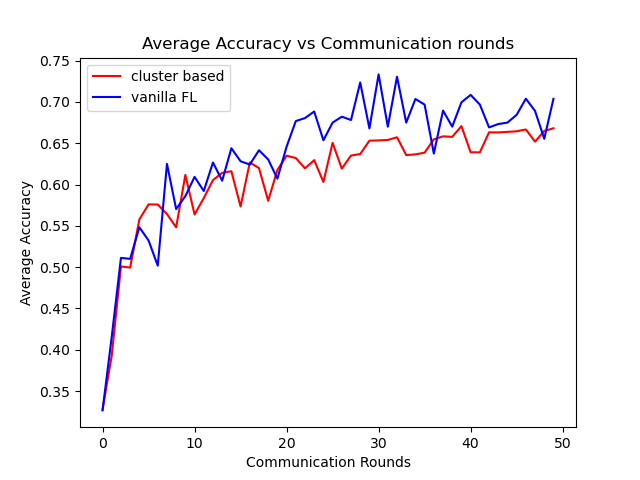 Average Accuracy vs Communication rounds
cluster based
vanilla FL
0.75
0.70
0.65
0.60
0.55
0.50
0.45
0.40
0.35
Average Accuracy
0 10 20 30 40 50
Communication Rounds